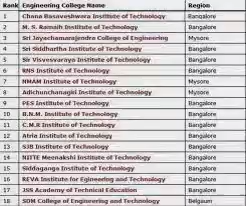 Rank Engineering College Name Region
1 Chana Basaveshwora Institute of Technology Bangalore
2 M. S. Ramaih Institute of Technology Bangalore
3 Sri Jayachamarajendro College of Engineering Mysore
4 Sri Siddhartha Institute of Technology Bangalore
5 Sir Visvesvaraya Institute of Technology Bangalore
6 RNS Institute of Technology Bangalore
7 NMAM Institute of Technology Mysore
8 Adichunchanagiri Institute of Technology Mysore
9 PES Institute of Technology Bangalore
10 B.N.M. Institute of Technology Bangalore
11 C.M.R Institute of Technology Bangalore
12 Atria Institute of Technology Bangalore
13 SJB Institute of Technology Bangalore
14 NITTE Meenakshi Institute of Technology Bangalore
15 Siddaganga Institute of Technology Bangalore
16 REVA Institute for Egineering and Technology Bangalore
17 JSS Academy of Technical Education Bangalore
18 SDM College of Engineering and Technology Belgaum